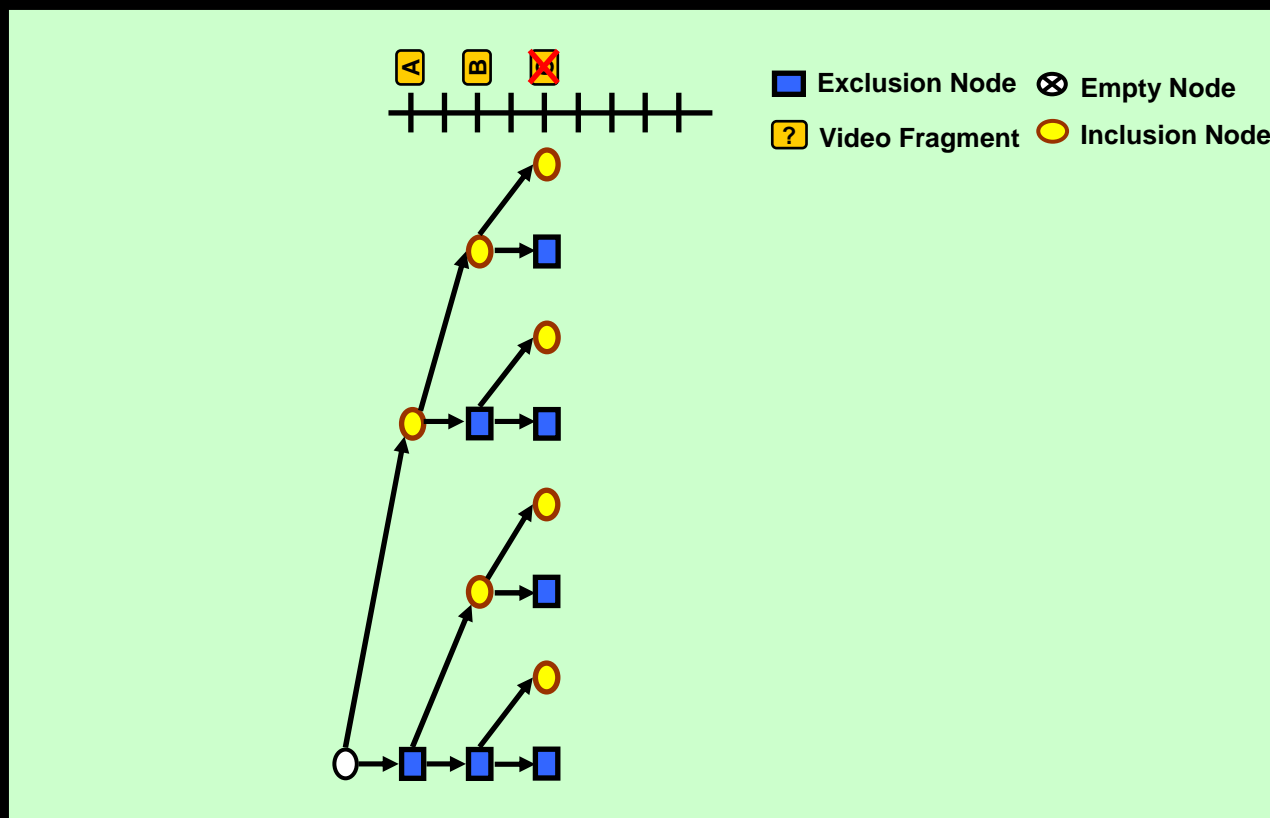 A
B
Exclusion Node
Empty Node
?
Video Fragment
Inclusion Node